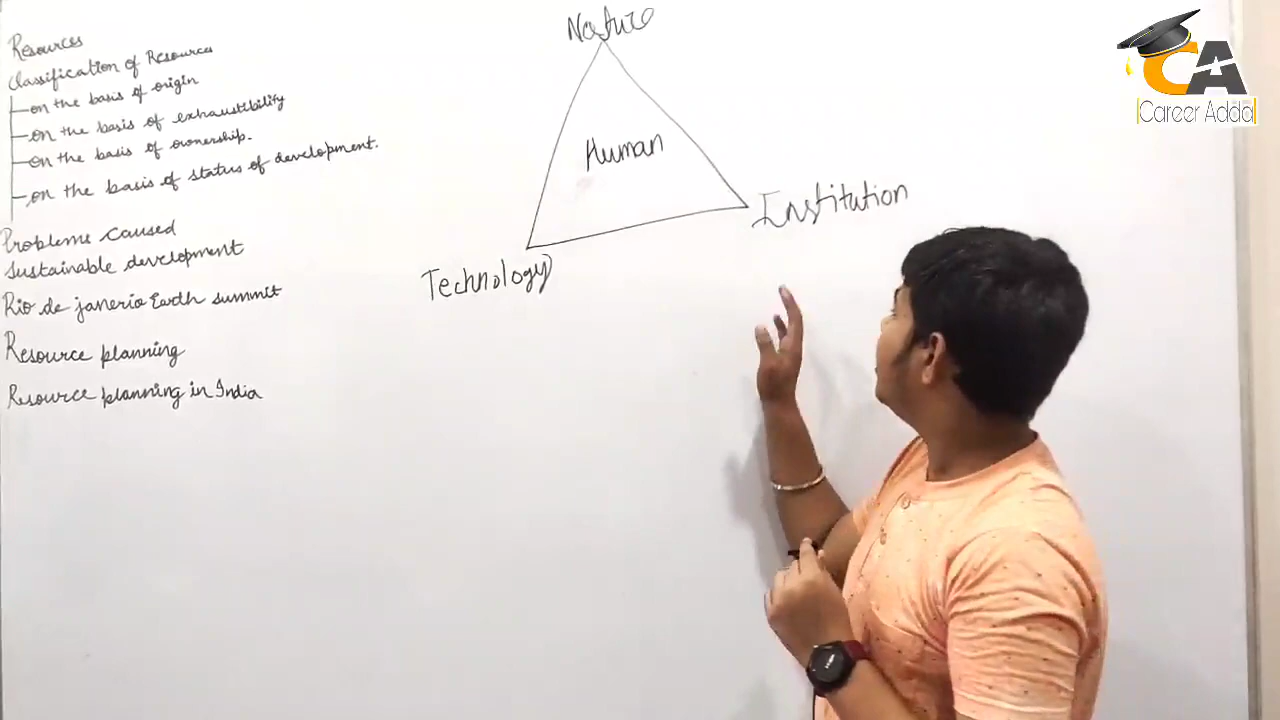 Resources
Classification of Resources
on the basis of origin
on the basis of exhaustibility
on the basis of ownership.
on the basis of status of development.
Problems caused
Sustainable development
Rio de janerio Earth summit
Resource planning
Resource planning in India
Nature
Human
Institution
Technology
CA
Career Adda